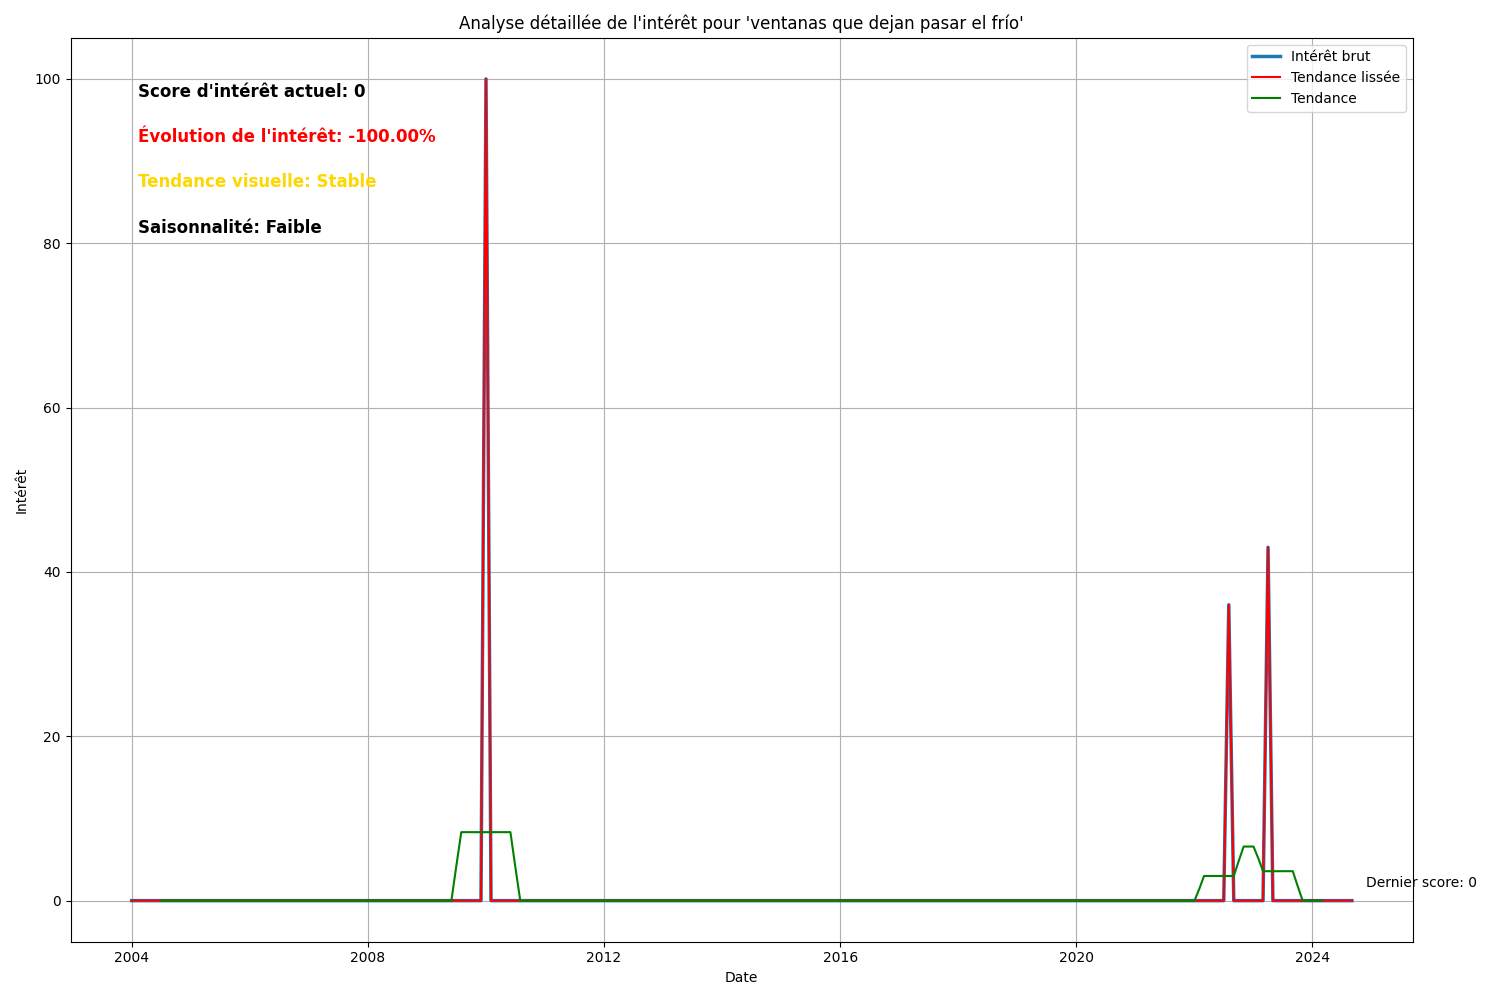 Analyse détaillée de l'intérêt pour 'ventanas que dejan pasar el frío'
Intérêt brut
Tendance lissée
Tendance
Score d'intérêt actuel: 0
Évolution de l'intérêt: -100.00%
Tendance visuelle: Stable
Saisonnalité: Faible
100
80
60
40
20
0
Intérêt
Dernier score: 0
2004
2008
2012
2016
2020
2024
Date